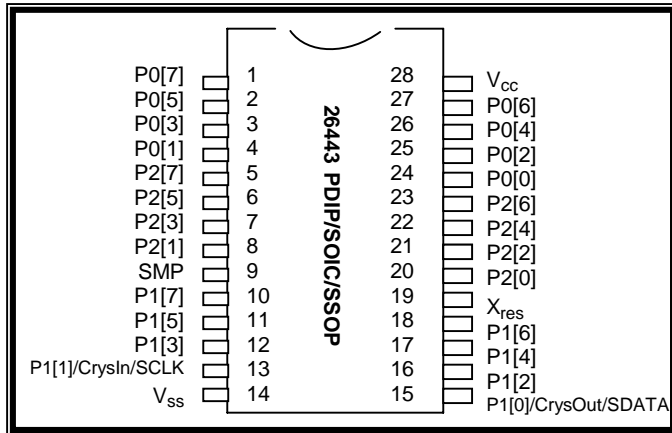 P0[7] 1 28 Vcc
P0[5] 2 27 P0[6]
P0[3] 3 26 P0[4]
P0[1] 4 25 P0[2]
P2[7] 5 24 P0[0]
P2[5] 6 23 P2[6]
P2[3] 7 22 P2[4]
P2[1] 8 21 P2[2]
SMP 9 20 P2[0]
P1[7] 10 19 Xres
P1[5] 11 18 P1[6]
P1[3] 12 17 P1[4]
P1[1]/CrysIn/SCLK 13 16 P1[2]
Vss 14 15 P1[0]/CrysOut/SDATA
26443 PDIP/SOIC/SSOP